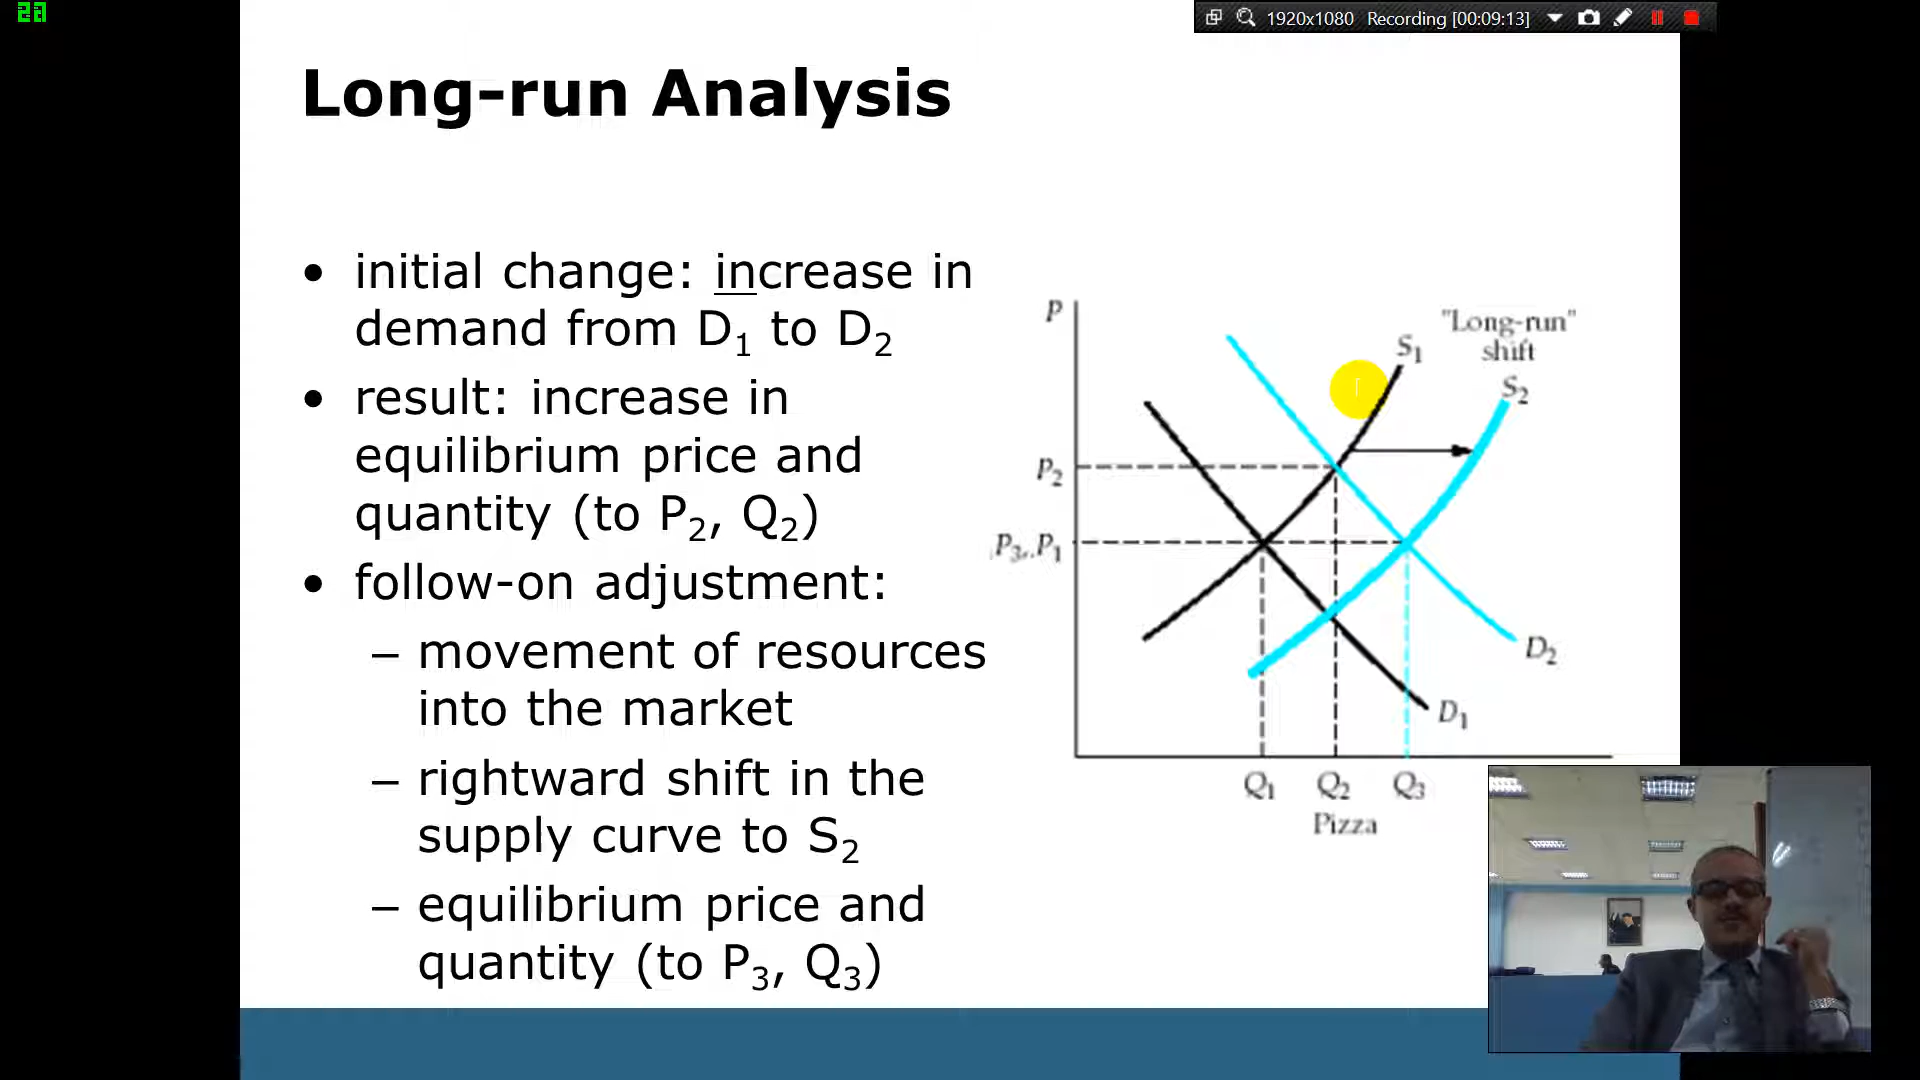 23
1920x1080 Recording [00:09:13]
Long-run Analysis
• initial change: increase in
demand from D₁ to D₂
• result: increase in
equilibrium price and
quantity (to P₂, Q₂)
• follow-on adjustment:
– movement of resources
into the market
– rightward shift in the
supply curve to S₂
– equilibrium price and
quantity (to P₃, Q₃)
P
S₁
"Long-run"
shift
S₂
P₂
P₃,,P₁
D₂
D₁
Q₁ Q₂ Q₃
Pizza